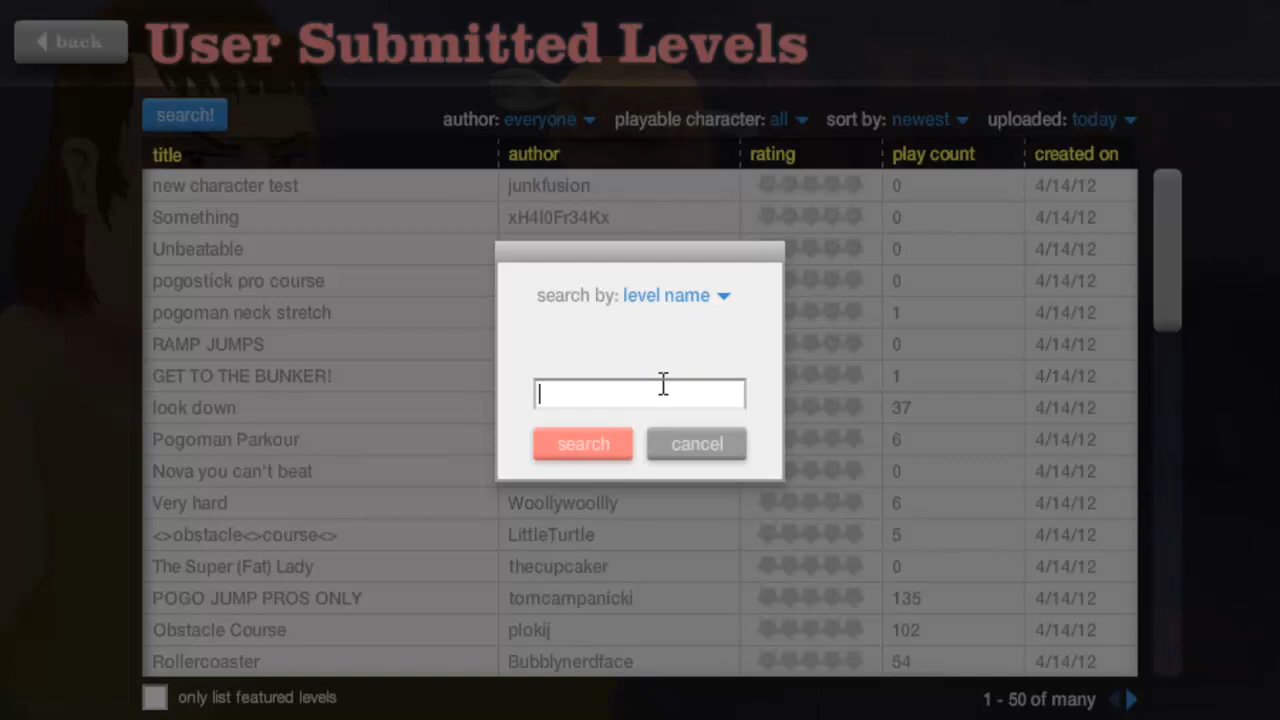 back
User Submitted Levels
search!
author: everyone playable character: all sort by: newest uploaded: today
title author rating play count created on
new character test junkfusion 0 4/14/12
Something xH4l0Fr34Kx 0 4/14/12
Unbeatable 0 4/14/12
pogostick pro course 0 4/14/12
pogoman neck stretch 1 4/14/12
RAMP JUMPS 0 4/14/12
GET TO THE BUNKER! 1 4/14/12
look down 37 4/14/12
Pogoman Parkour 6 4/14/12
Nova you can't beat 0 4/14/12
Very hard Woollywoollly 6 4/14/12
<>obstacle<>course<> LittleTurtle 5 4/14/12
The Super (Fat) Lady thecupcaker 0 4/14/12
POGO JUMP PROS ONLY tomcampanicki 135 4/14/12
Obstacle Course plokij 102 4/14/12
Rollercoaster Bubblynerdface 54 4/14/12
search by: level name
search cancel
only list featured levels 1 - 50 of many